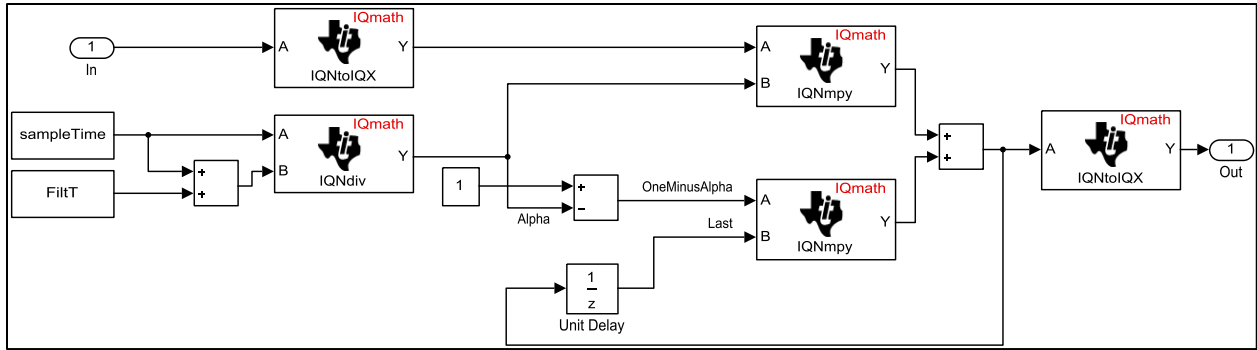 1
In
IQmath
A
Y
IQNtoIQX
IQmath
A
B
Y
IQNmpy
sampleTime
FiltT
+
+
IQmath
A
B
Y
IQNdiv
1
Alpha
+
−
OneMinusAlpha
Last
IQmath
A
B
Y
IQNmpy
1
z
Unit Delay
+
+
IQmath
A
Y
IQNtoIQX
1
Out